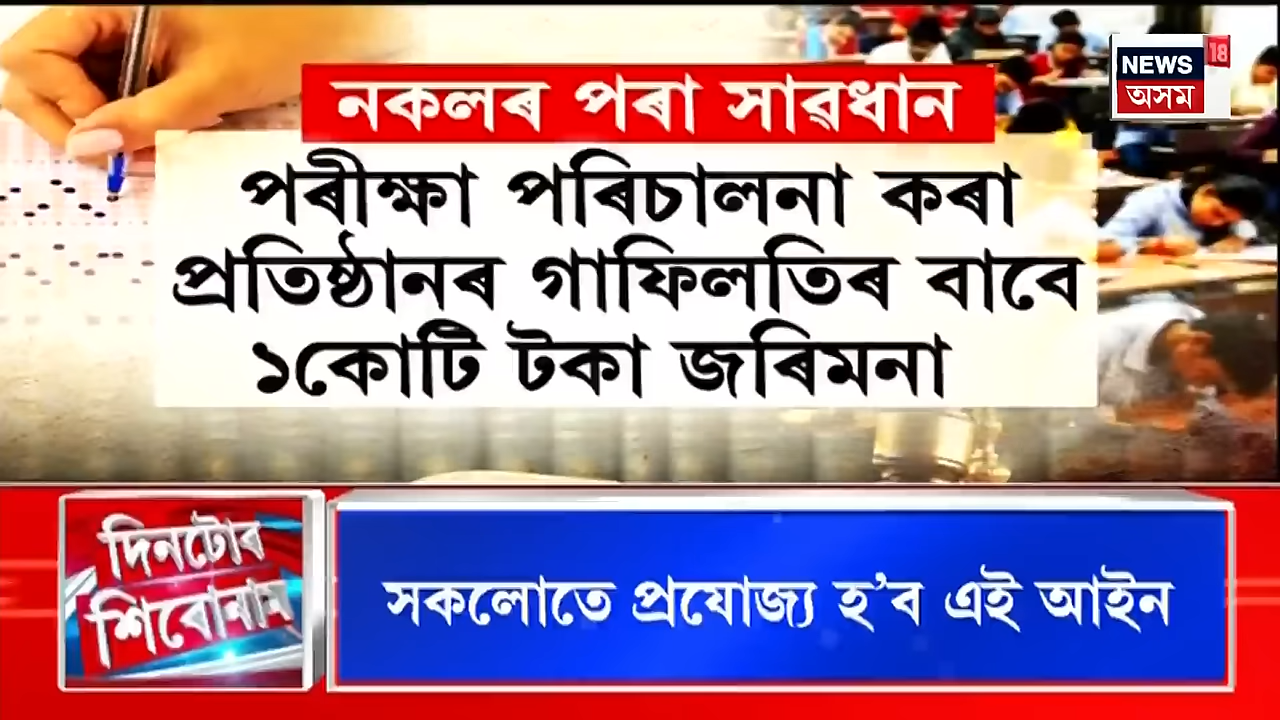 নকলৰ পৰা সাৱধান
NEWS 18
অসম
পৰীক্ষা পৰিচালনা কৰা
প্ৰতিষ্ঠানৰ গাফিলতিৰ বাবে
১কোটি টকা জৰিমনা
দিনটোৰ
শিৰোনাম
সকলোতে প্ৰযোজ্য হ'ব এই আইন